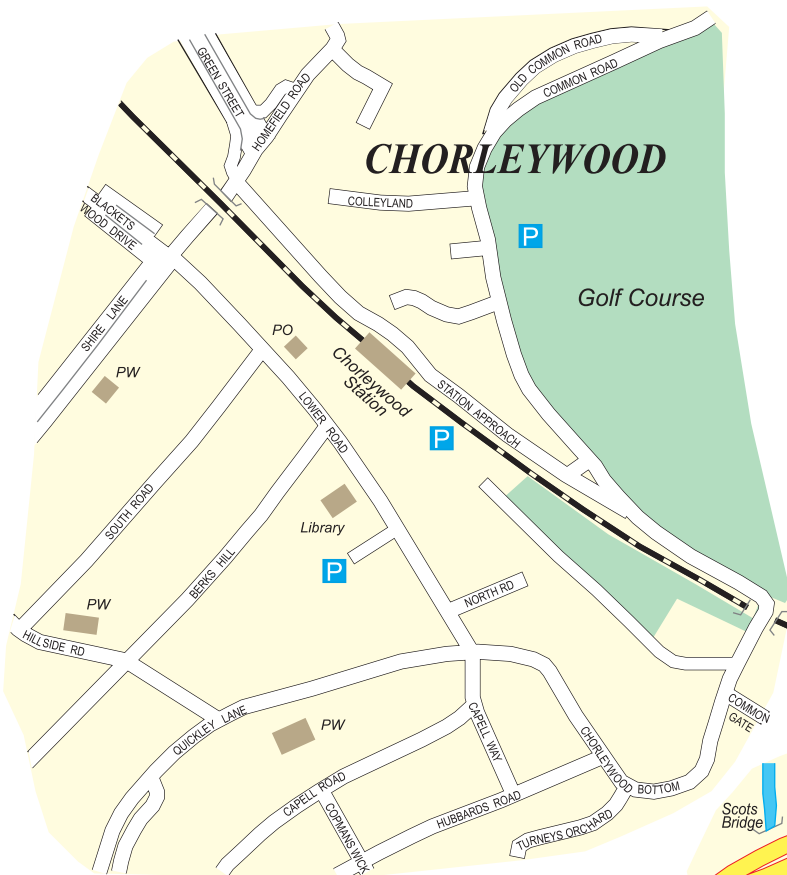 OLD COMMON ROAD
COMMON ROAD
GREEN STREET
HOMEFIELD ROAD
CHORLEYWOOD
COLLEYLAND
BLACKETS
WOOD DRIVE
P
Golf Course
SHIRE LANE
PO
Chorleywood
Station
PW
STATION APPROACH
LOWER ROAD
P
SOUTH ROAD
Library
BERKS HILL
P
NORTH RD
PW
HILLSIDE RD
QUICKLEY LANE
PW
CAPELL WAY
COMMON
GATE
CHORLEYWOOD BOTTOM
CAPELL ROAD
COPMANS WICK
HUBBARDS ROAD
TURNEYS ORCHARD
Scots
Bridge